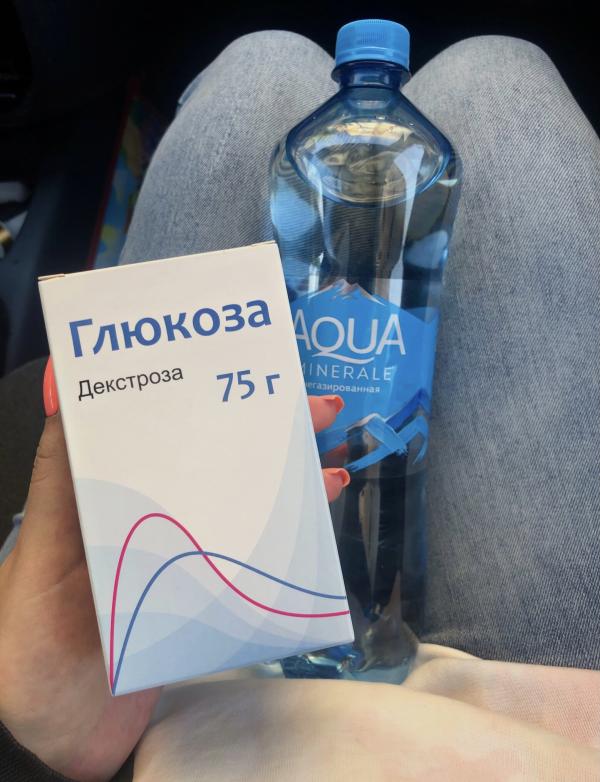 Глюкоза
Декстроза
75 г
AQUA
MINERALE
негазированная